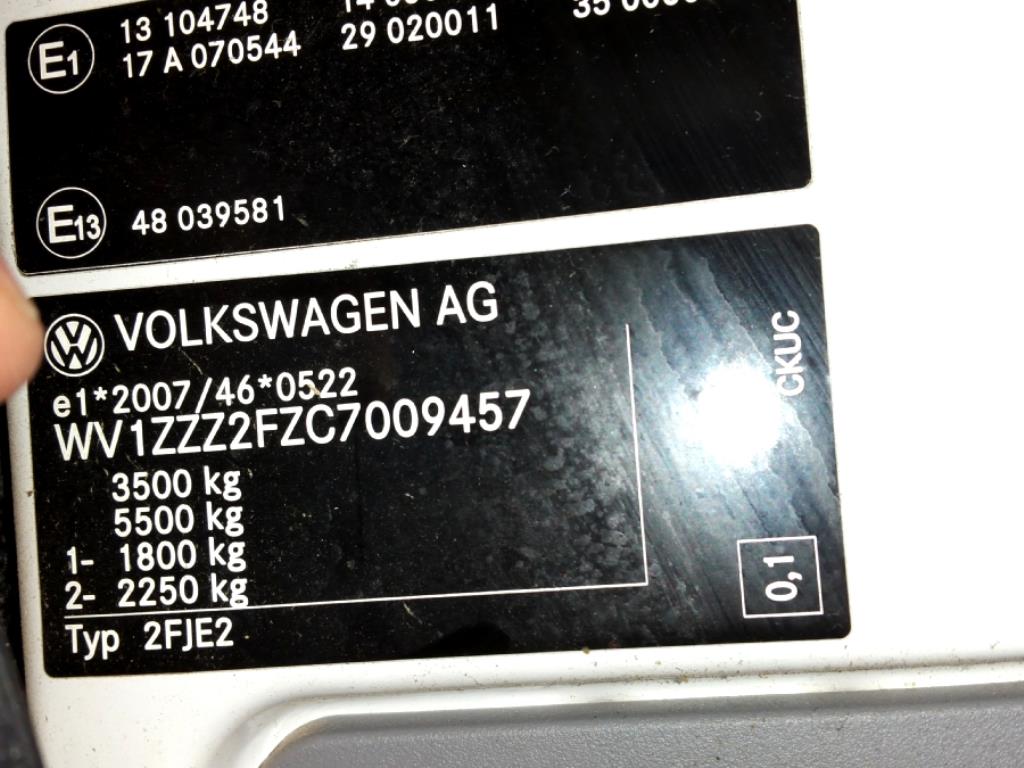 E1
13 104748
17 A 070544
29 020011
E13
48 039581
VOLKSWAGEN AG
e1*2007/46*0522
WV1ZZZ2FZC7009457
3500 kg
5500 kg
1- 1800 kg
2- 2250 kg
Typ 2FJE2
CKUC
0,1